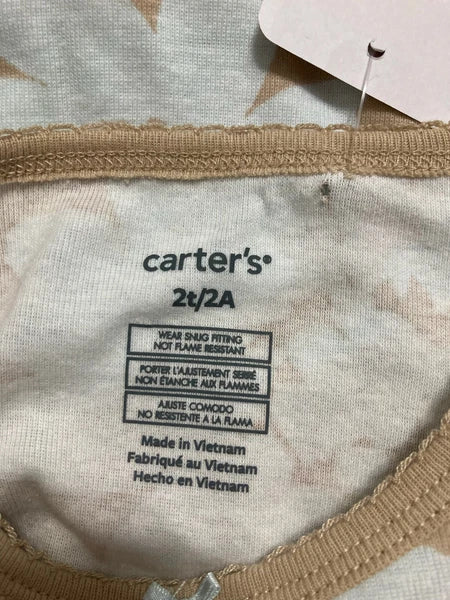 carter's®
2t/2A
WEAR SNUG FITTING
NOT FLAME RESISTANT
PORTER L'AJUSTEMENT SERRÉ
NON ÉTANCHE AUX FLAMMES
AJUSTE COMODO
NO RESISTENTE A LA FLAMA
Made in Vietnam
Fabriqué au Vietnam
Hecho en Vietnam